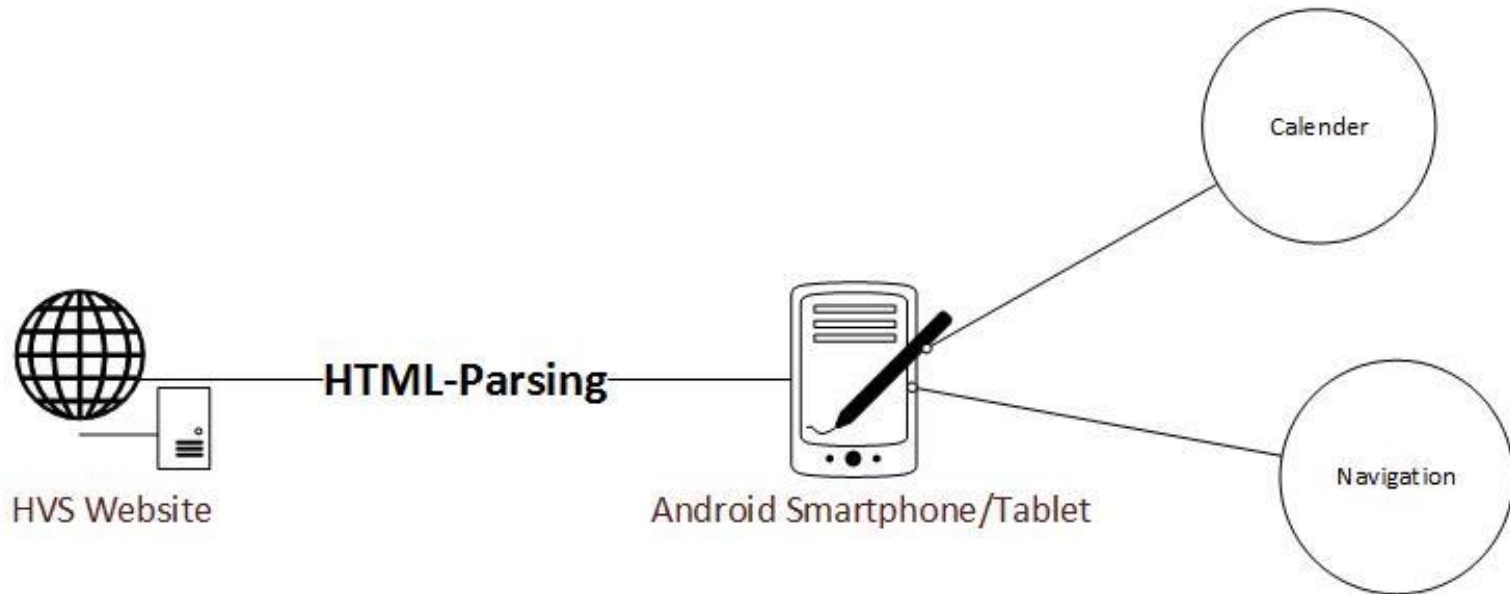 Calender
HTML-Parsing
Navigation
HVS Website
Android Smartphone/Tablet